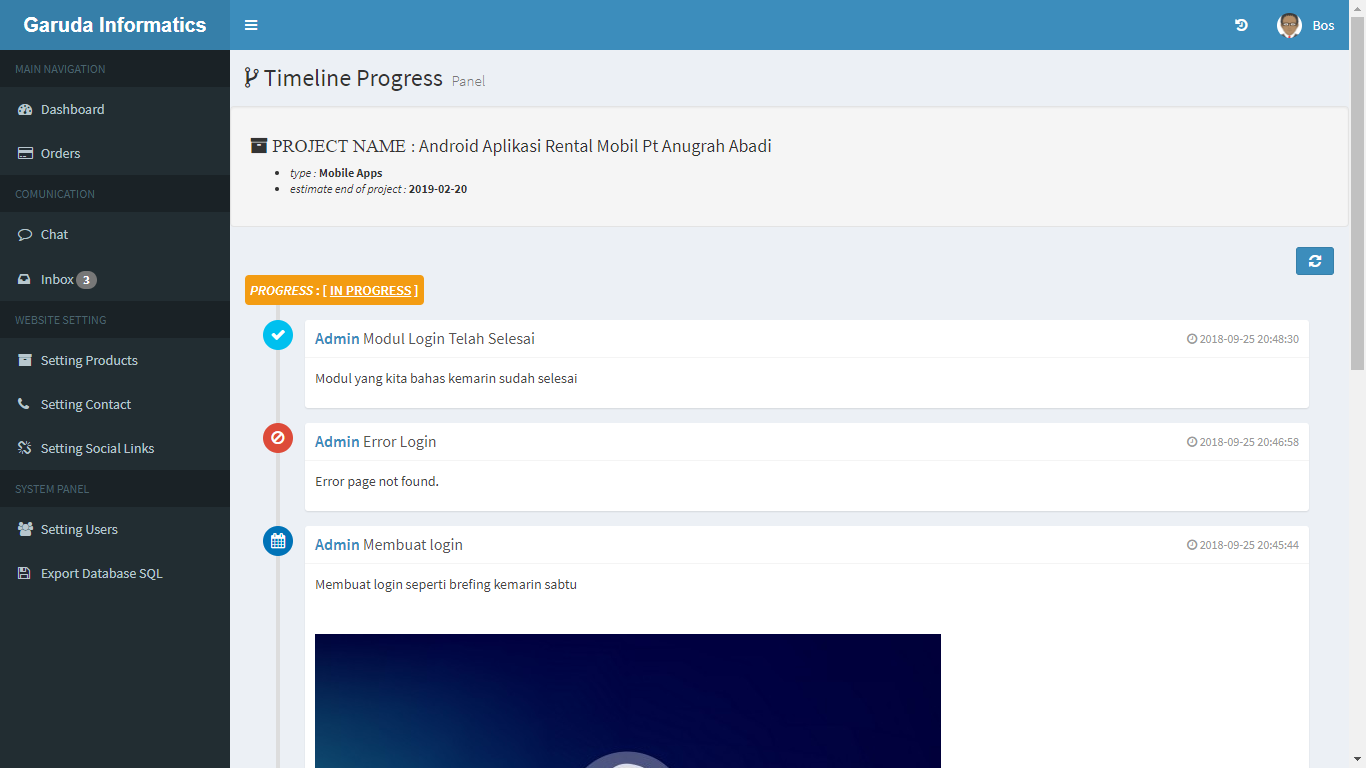 Garuda Informatics
Bos
MAIN NAVIGATION
Dashboard
Orders
COMUNICATION
Chat
Inbox 3
WEBSITE SETTING
Setting Products
Setting Contact
Setting Social Links
SYSTEM PANEL
Setting Users
Export Database SQL
Timeline Progress Panel
PROJECT NAME : Android Aplikasi Rental Mobil Pt Anugrah Abadi
type : Mobile Apps
estimate end of project : 2019-02-20
PROGRESS : [ IN PROGRESS ]
Admin Modul Login Telah Selesai 2018-09-25 20:48:30
Modul yang kita bahas kemarin sudah selesai
Admin Error Login 2018-09-25 20:46:58
Error page not found.
Admin Membuat login 2018-09-25 20:45:44
Membuat login seperti brefing kemarin sabtu